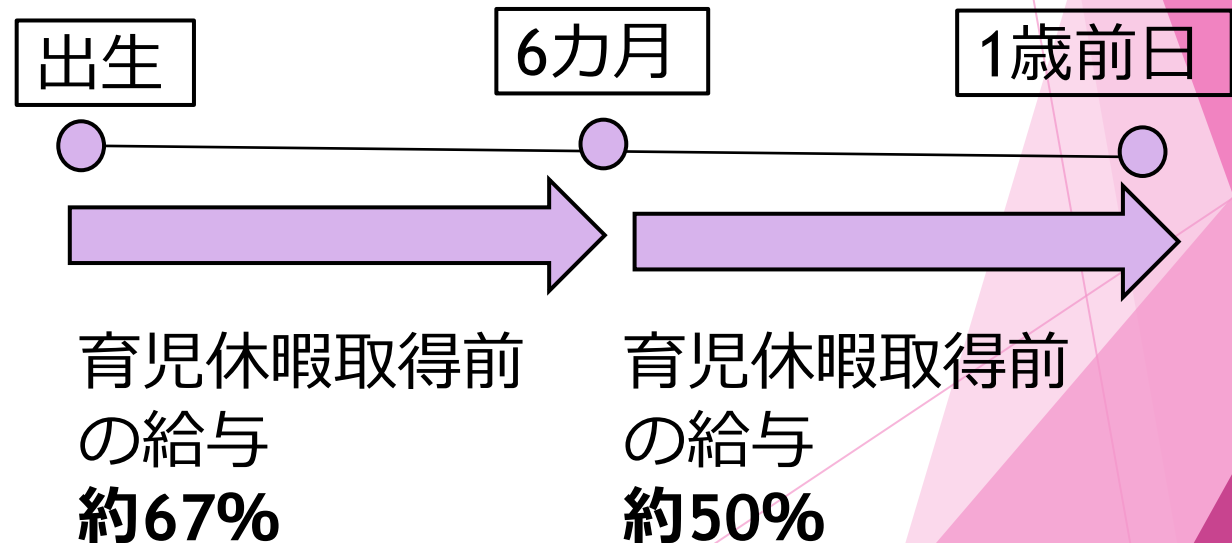 出生
6カ月
1歳前日
育児休暇取得前
の給与
約67%
育児休暇取得前
の給与
約50%